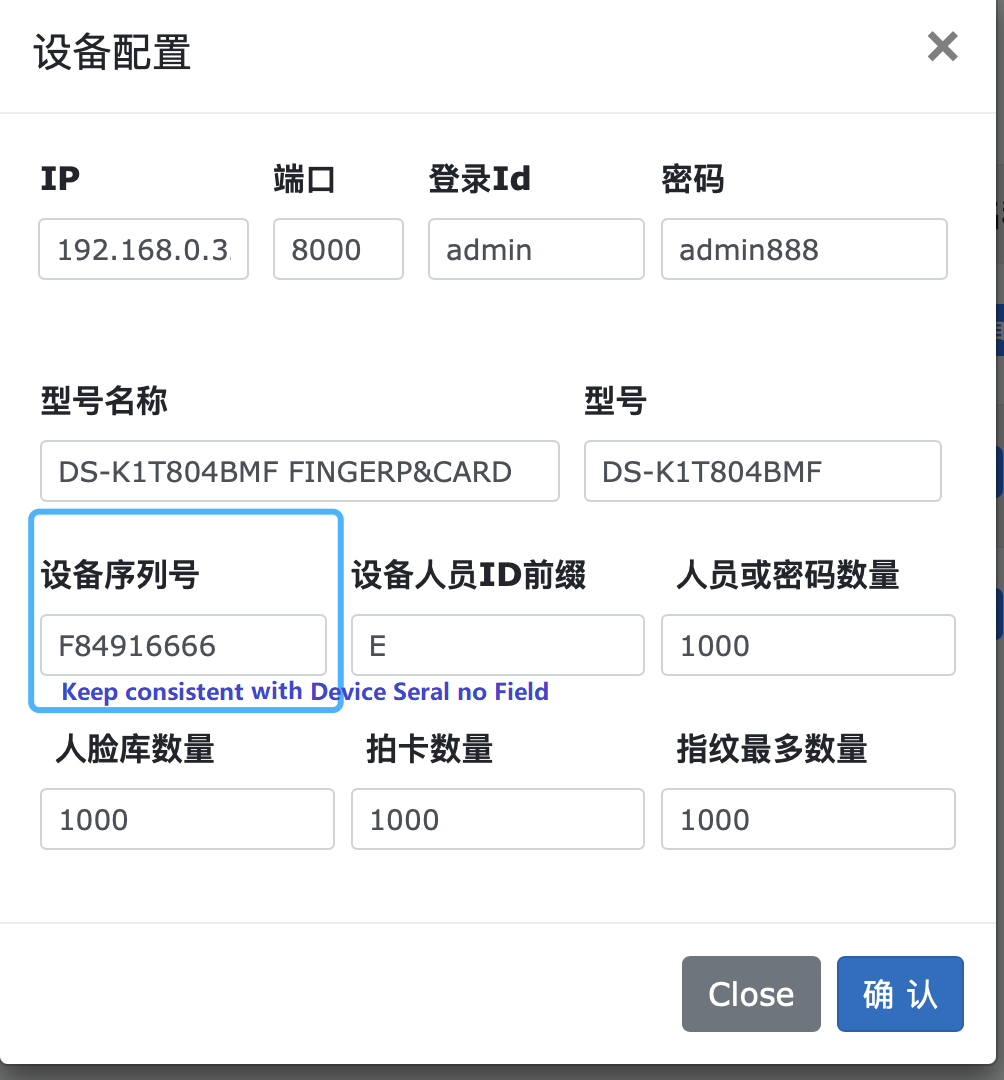 设备配置
IP 端口 登录Id 密码
192.168.0.3. 8000 admin admin888
型号名称 型号
DS-K1T804BMF FINGERP&CARD DS-K1T804BMF
设备序列号 设备人员ID前缀 人员或密码数量
F84916666 E 1000
Keep consistent with Device Seral no Field
人脸库数量 拍卡数量 指纹最多数量
1000 1000 1000
Close 确 认